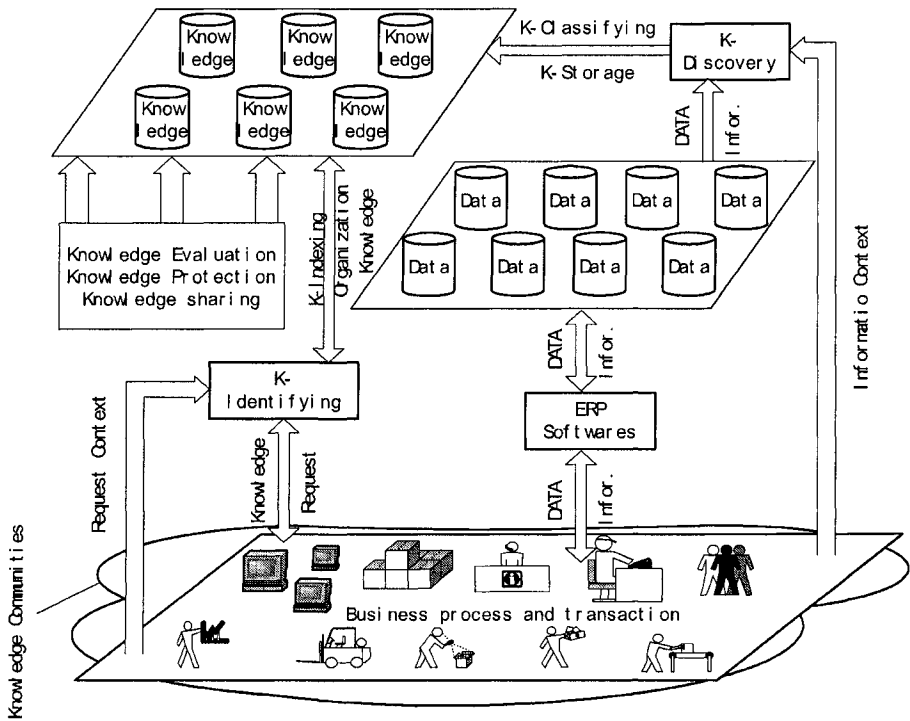 Know
ledge
Know
ledge
Know
ledge
Know
ledge
Know
ledge
Know
ledge
K-Classifying
K-Storage
K-
Discovery
DATA
Infor.
Data
Data
Data
Data
Data
Data
Data
Data
Knowledge Evaluation
Knowledge Protection
Knowledge sharing
K-Indexing
Organization
Knowledge
Informatio Context
DATA
Infor.
K-
Identifying
ERP
Softwares
Request Context
Knowledge
Request
DATA
Infor.
Knowledge Communities
Business process and transaction